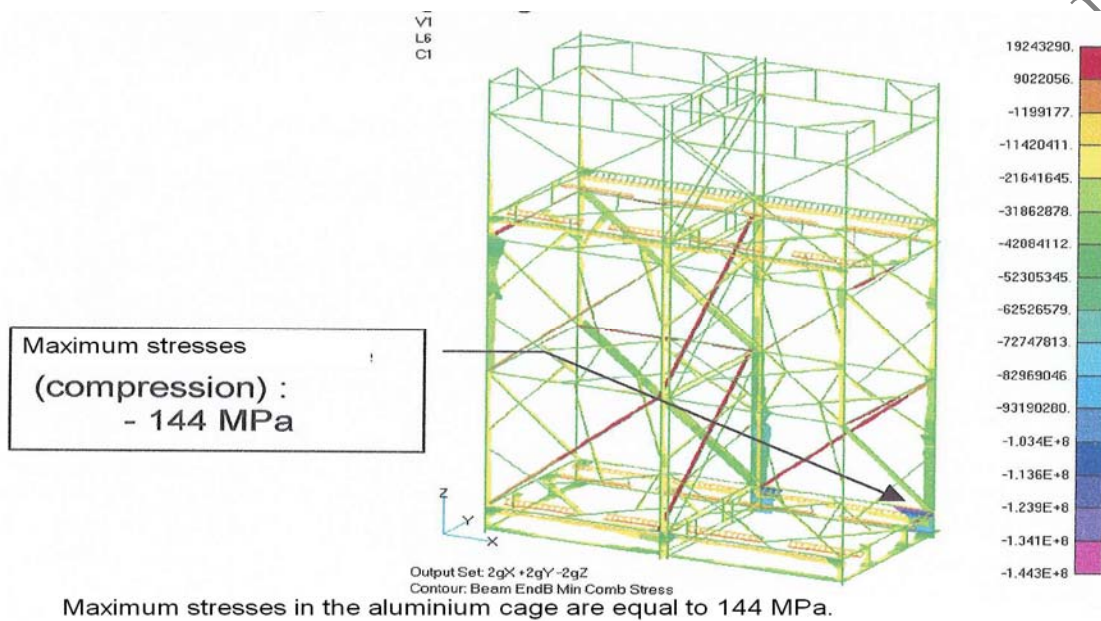 V1
L6
C1
19243290.
9022056.
-1199177.
-11420411.
-21641645.
-31862878.
-42084112.
-52305345.
-62526579.
-72747813.
-82969046
-93190280.
-1.034E+8
-1.136E+8
-1.239E+8
-1.341E+8
-1.443E+8
Maximum stresses
(compression) :
- 144 MPa
Z
Y
X
Output Set: 2gX +2gY -2gZ
Contour: Beam EndB Min Comb Stress
Maximum stresses in the aluminium cage are equal to 144 MPa.